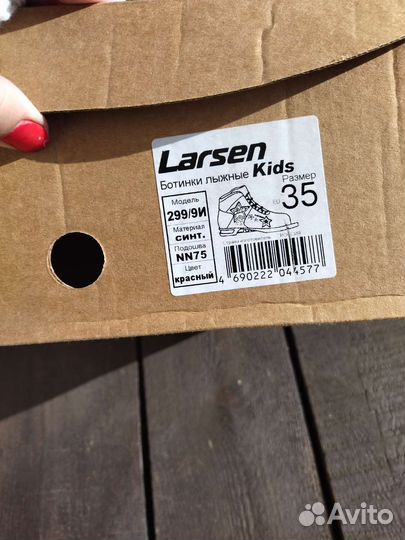 Larsen
Ботинки лыжные Kids
Модель
299/9И
Материал
синт.
Подошва
NN75
Цвет
красный
Размер
EU 35
4 690222 044577
Avito